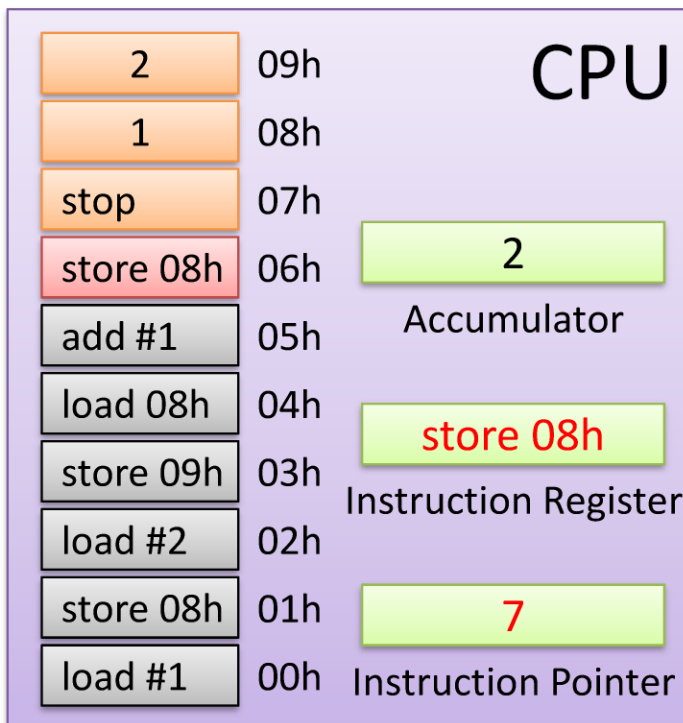 CPU
2 09h
1 08h
stop 07h
store 08h 06h
add #1 05h
load 08h 04h
store 09h 03h
load #2 02h
store 08h 01h
load #1 00h
2
Accumulator
store 08h
Instruction Register
7
Instruction Pointer